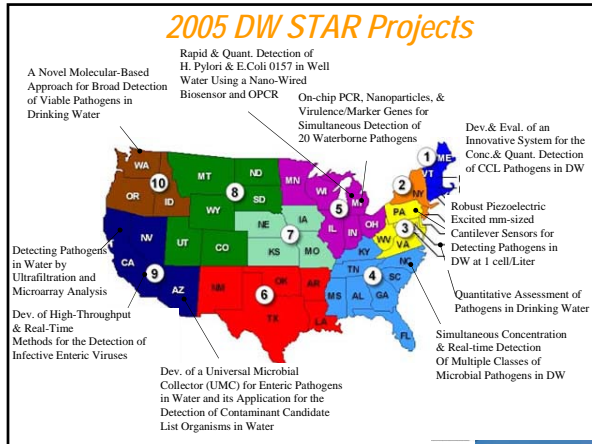 2005 DW STAR Projects
Rapid & Quant. Detection of
H. Pylori & E.Coli 0157 in Well
Water Using a Nano-Wired
Biosensor and OPCR
A Novel Molecular-Based
Approach for Broad Detection
of Viable Pathogens in
Drinking Water
On-chip PCR, Nanoparticles, &
Virulence/Marker Genes for
Simultaneous Detection of
20 Waterborne Pathogens
Dev.& Eval. of an
Innovative System for the
Conc.& Quant. Detection
of CCL Pathogens in DW
Robust Piezoelectric
Excited mm-sized
Cantilever Sensors for
Detecting Pathogens in
DW at 1 cell/Liter
Quantitative Assessment of
Pathogens in Drinking Water
Simultaneous Concentration
& Real-time Detection
Of Multiple Classes of
Microbial Pathogens in DW
Detecting Pathogens
in Water by
Ultrafiltration and
Microarray Analysis
Dev. of High-Throughput
& Real-Time
Methods for the Detection of
Infective Enteric Viruses
Dev. of a Universal Microbial
Collector (UMC) for Enteric Pathogens
in Water and its Application for the
Detection of Contaminant Candidate
List Organisms in Water
WA
OR
ID
10
MT
ND
SD
WY
UT
CO
8
NV
CA
AZ
9
NE
IA
KS
MO
7
MN
WI
MI
IL
IN
OH
5
NM
OK
AR
TX
LA
6
KY
TN
NC
SC
MS
AL
GA
FL
4
PA
WV
VA
3
NY
2
ME
VT
1